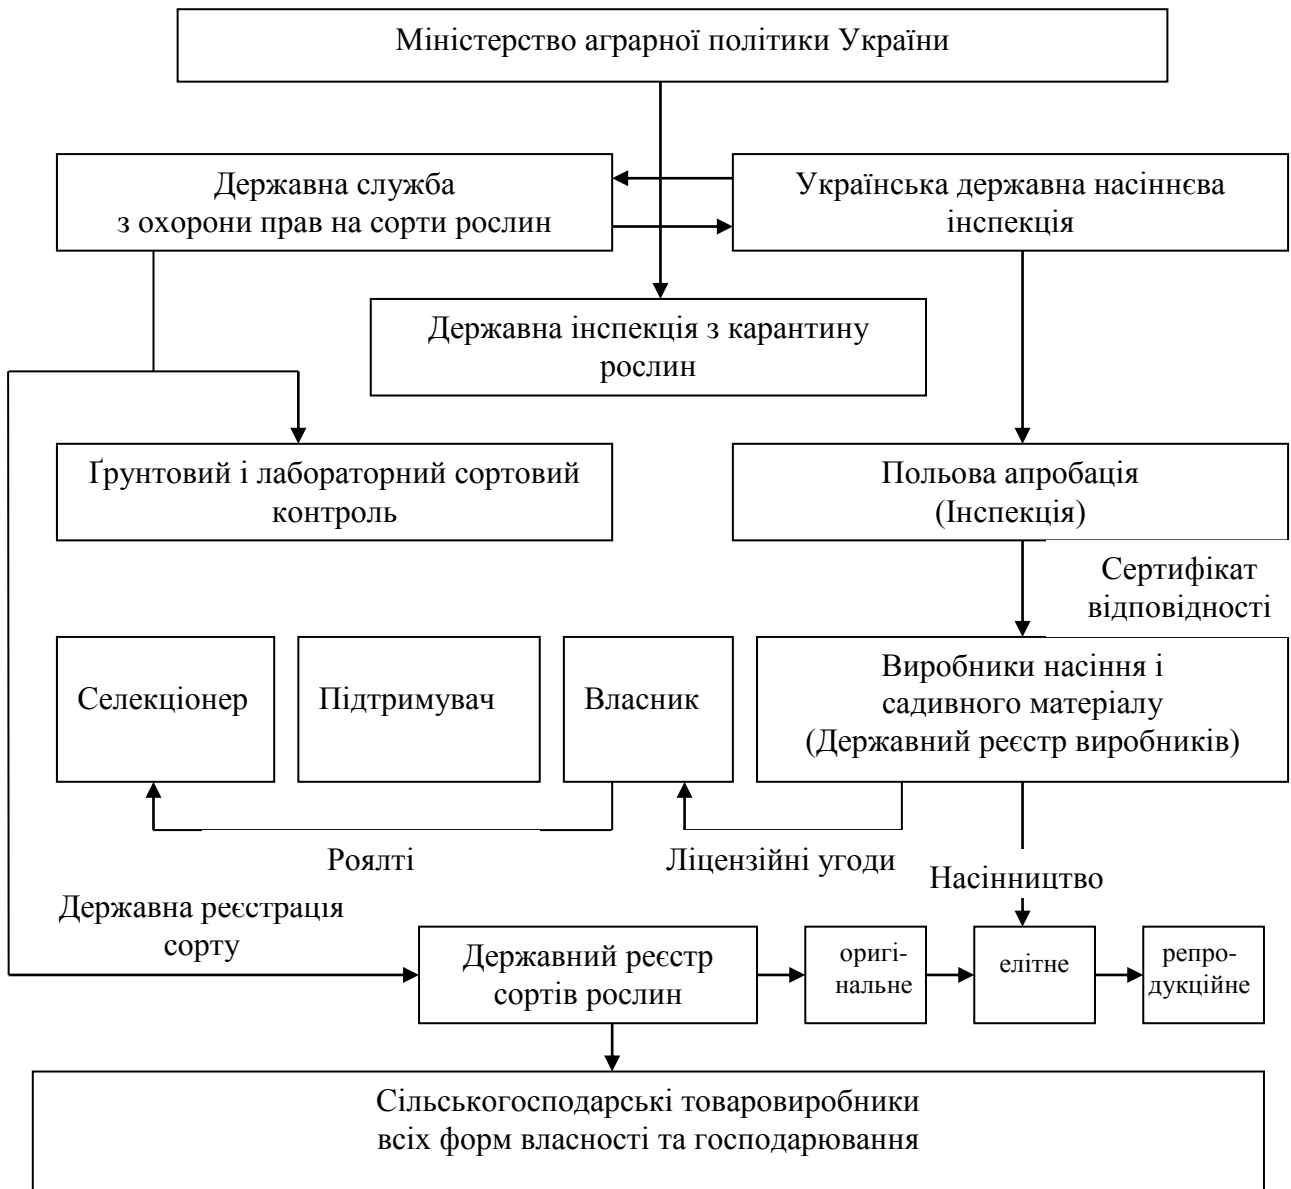 Міністерство аграрної політики України
Державна служба
з охорони прав на сорти рослин
Українська державна насіннєва
інспекція
Державна інспекція з карантину
рослин
Ґрунтовий і лабораторний сортовий
контроль
Польова апробація
(Інспекція)
Сертифікат
відповідності
Селекціонер
Підтримувач
Власник
Виробники насіння і
садивного матеріалу
(Державний реєстр виробників)
Роялті
Ліцензійні угоди
Насінництво
Державна реєстрація
сорту
Державний реєстр
сортів рослин
оригі-
нальне
елітне
репро-
дукційне
Сільськогосподарські товаровиробники
всіх форм власності та господарювання